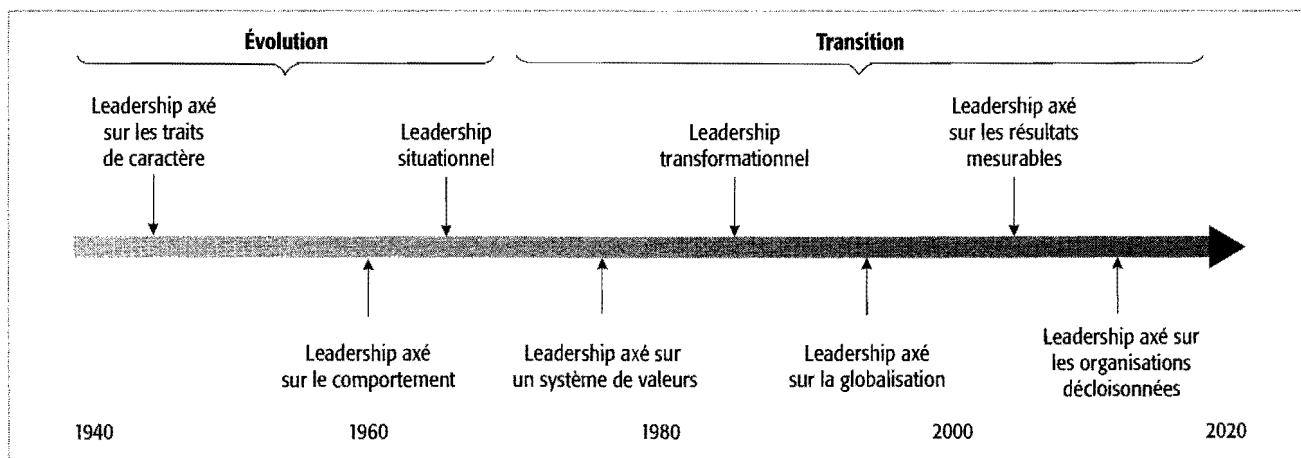 Évolution
Transition
Leadership axé
sur les traits
de caractère
Leadership
situationnel
Leadership
transformationnel
Leadership axé
sur les résultats
mesurables
Leadership axé
sur le comportement
Leadership axé sur
un système de valeurs
Leadership axé
sur la globalisation
Leadership axé sur
les organisations
décloisonnées
1940
1960
1980
2000
2020